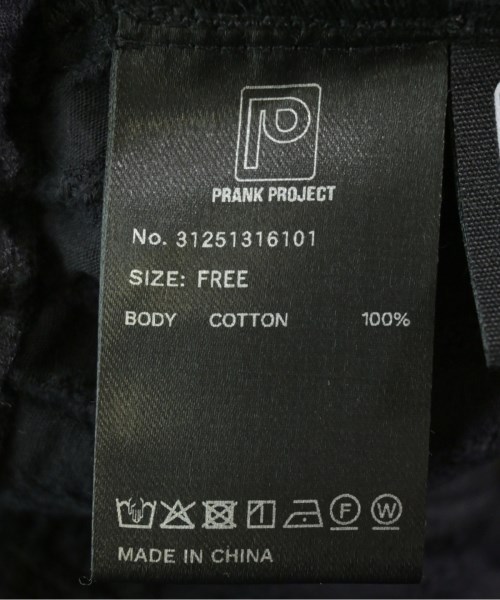 P
PRANK PROJECT
No. 31251316101
SIZE: FREE
BODY COTTON 100%
F W
MADE IN CHINA